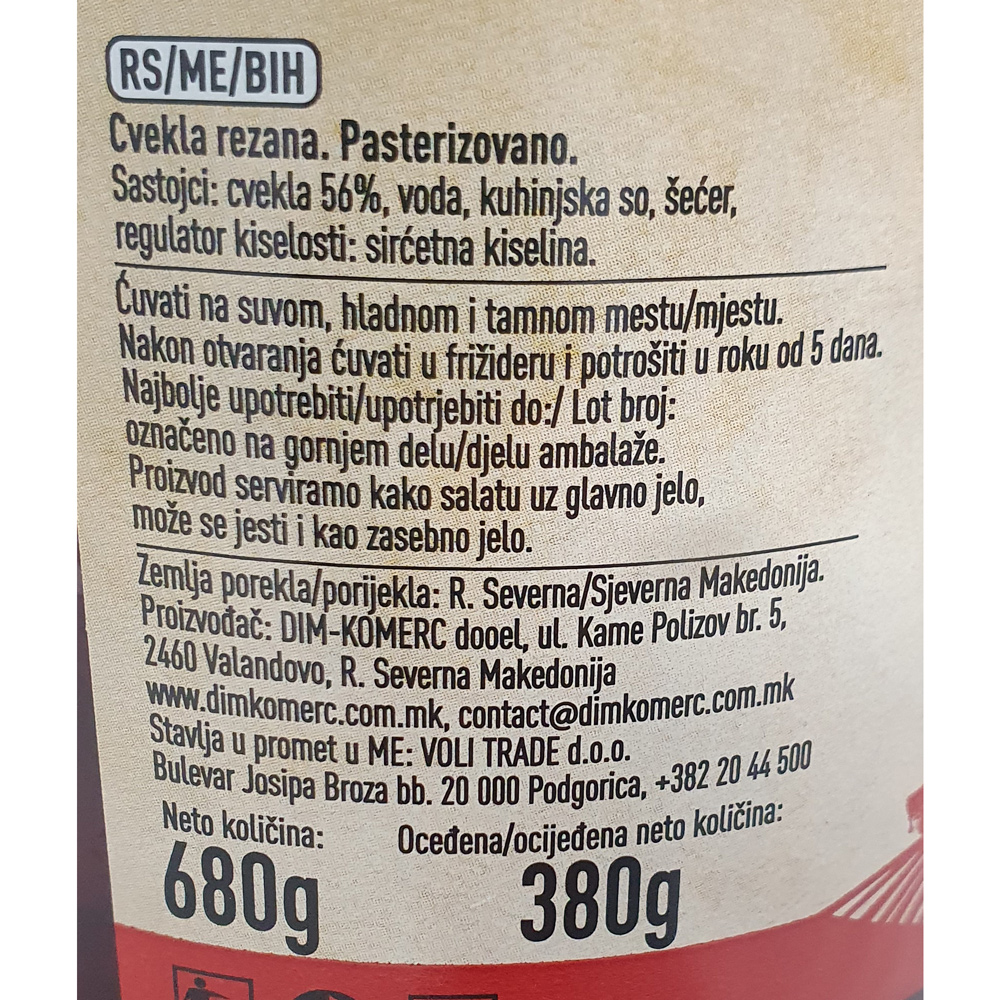 RS/ME/BIH
Cvekla rezana. Pasterizovano.
Sastojci: cvekla 56%, voda, kuhinjska so, šećer,
regulator kiselosti: sirćetna kiselina.
Ćuvati na suvom, hladnom i tamnom mestu/mjestu.
Nakon otvaranja ćuvati u frižideru i potrošiti u roku od 5 dana.
Najbolje upotrebiti/upotrjebiti do:/ Lot broj:
označeno na gornjem delu/djelu ambalaže.
Proizvod serviramo kako salatu uz glavno jelo,
može se jesti i kao zasebno jelo.
Zemlja porekla/porijekla: R. Severna/Sjeverna Makedonija.
Proizvođač: DIM-KOMERC dooel, ul. Kame Polizov br. 5,
2460 Valandovo, R. Severna Makedonija
www.dimkomerc.com.mk, contact@dimkomerc.com.mk
Stavlja u promet u ME: VOLI TRADE d.o.o.
Bulevar Josipa Broza bb. 20 000 Podgorica, +382 20 44 500
Neto količina: Oceđena/ocijeđena neto količina:
680g 380g